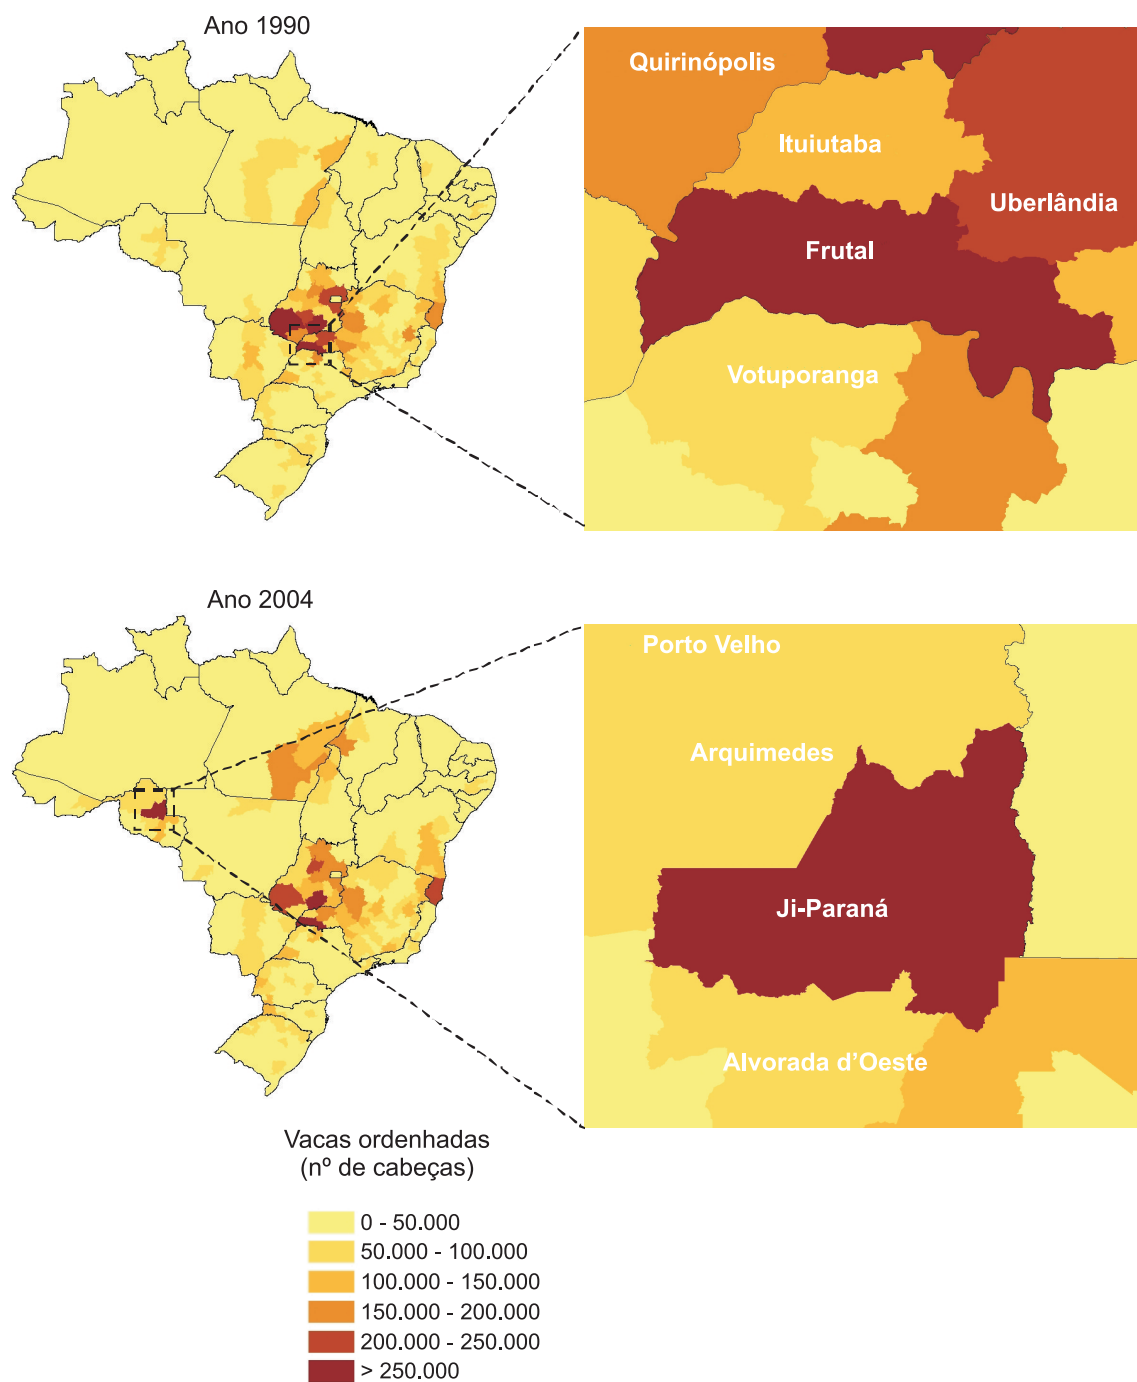 Ano 1990
Quirinópolis
Ituiutaba
Uberlândia
Frutal
Votuporanga
Ano 2004
Porto Velho
Arquimedes
Ji-Paraná
Alvorada d’Oeste
Vacas ordenhadas
(nº de cabeças)
0 - 50.000
50.000 - 100.000
100.000 - 150.000
150.000 - 200.000
200.000 - 250.000
> 250.000